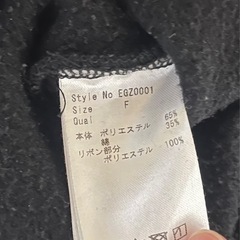 Style No EGZ0001
Size F
Qual
本体 ポリエステル 65%
綿 35%
リボン部分
ポリエステル 100%